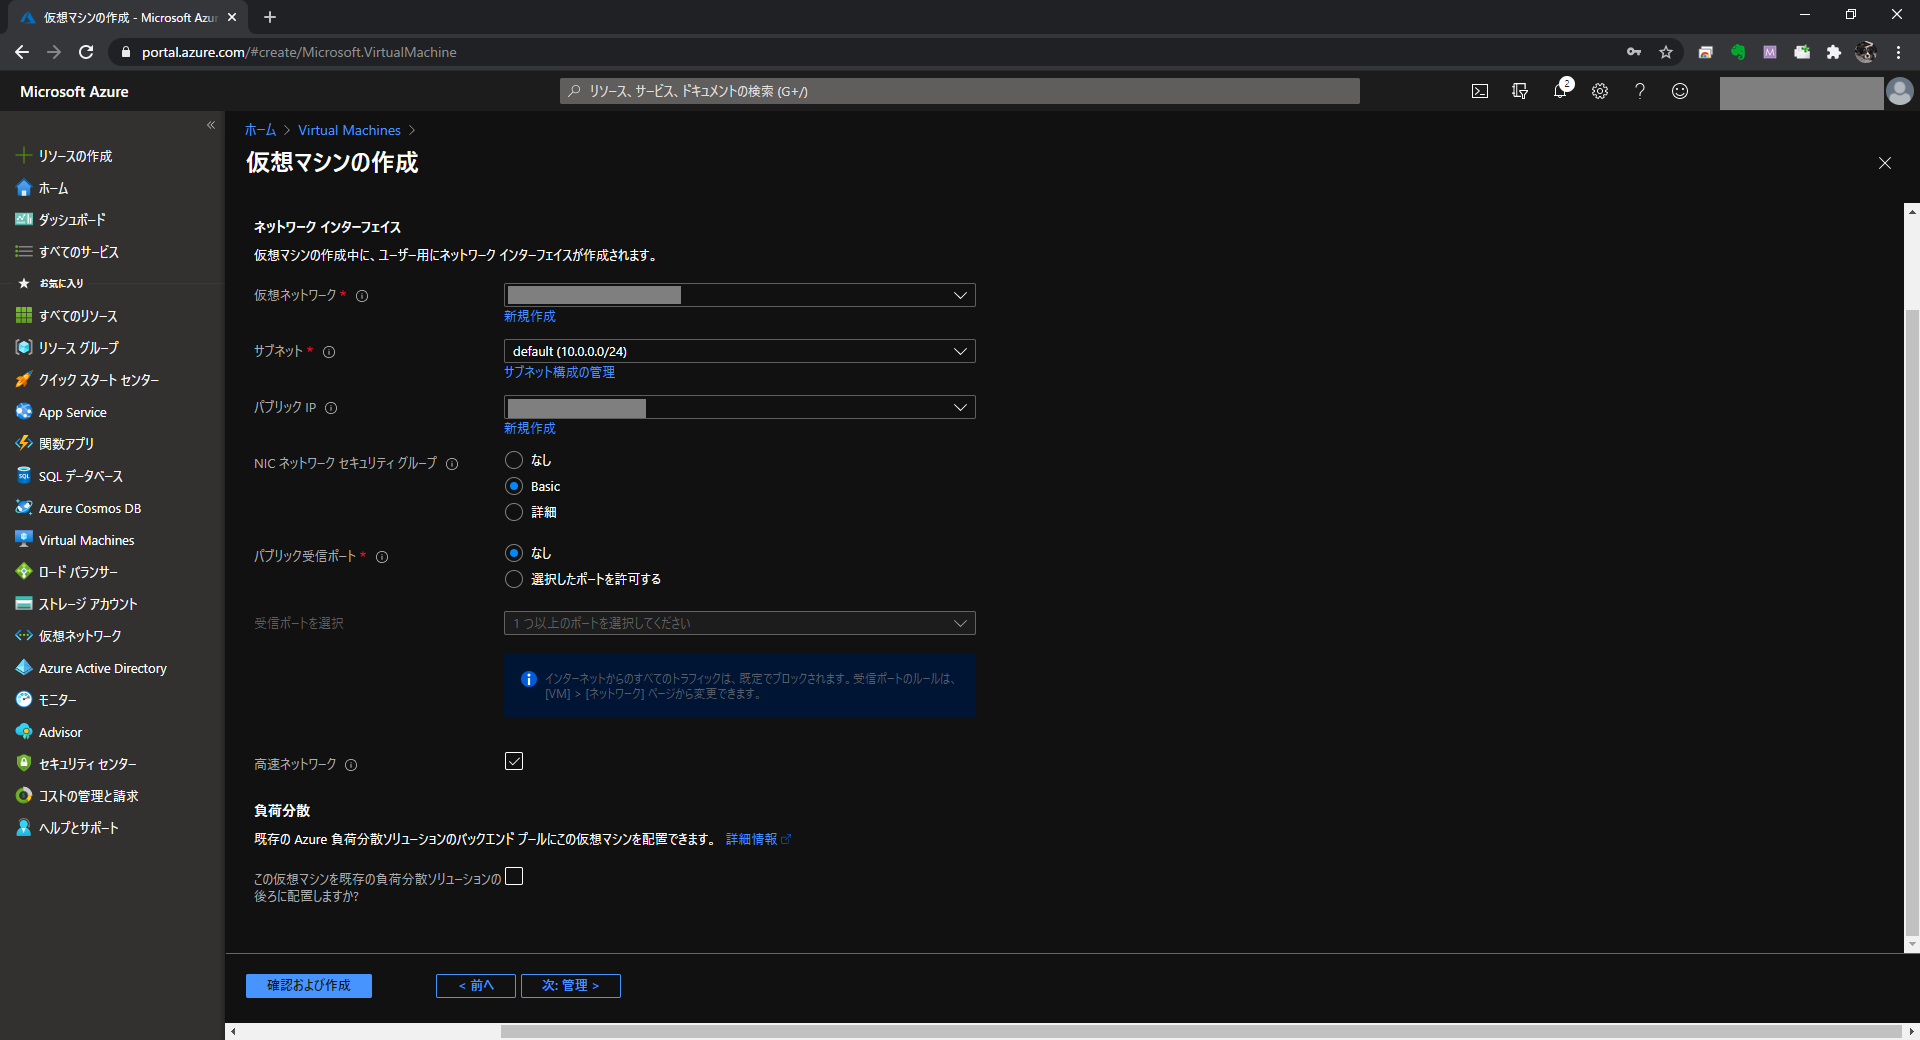 仮想マシンの作成 - Microsoft Azur
portal.azure.com/#create/Microsoft.VirtualMachine
M
Microsoft Azure
リソース、サービス、ドキュメントの検索 (G+/)
2
ホーム > Virtual Machines >
仮想マシンの作成
リソースの作成
ホーム
ダッシュボード
すべてのサービス
お気に入り
すべてのリソース
リソース グループ
クイック スタート センター
App Service
関数アプリ
SQL データベース
Azure Cosmos DB
Virtual Machines
ロード バランサー
ストレージ アカウント
仮想ネットワーク
Azure Active Directory
モニター
Advisor
セキュリティ センター
コストの管理と請求
ヘルプとサポート
ネットワーク インターフェイス
仮想マシンの作成中に、ユーザー用にネットワーク インターフェイスが作成されます。
仮想ネットワーク *
新規作成
サブネット *
default (10.0.0.0/24)
サブネット構成の管理
パブリック IP
新規作成
NIC ネットワーク セキュリティ グループ
なし
Basic
詳細
パブリック受信ポート *
なし
選択したポートを許可する
受信ポートを選択
1 つ以上のポートを選択してください
インターネットからのすべてのトラフィックは、既定でブロックされます。受信ポートのルールは、
[VM] > [ネットワーク] ページから変更できます。
高速ネットワーク
負荷分散
既存の Azure 負荷分散ソリューションのバックエンド プールにこの仮想マシンを配置できます。 詳細情報
この仮想マシンを既存の負荷分散ソリューションの
後ろに配置しますか?
確認および作成
< 前へ
次: 管理 >